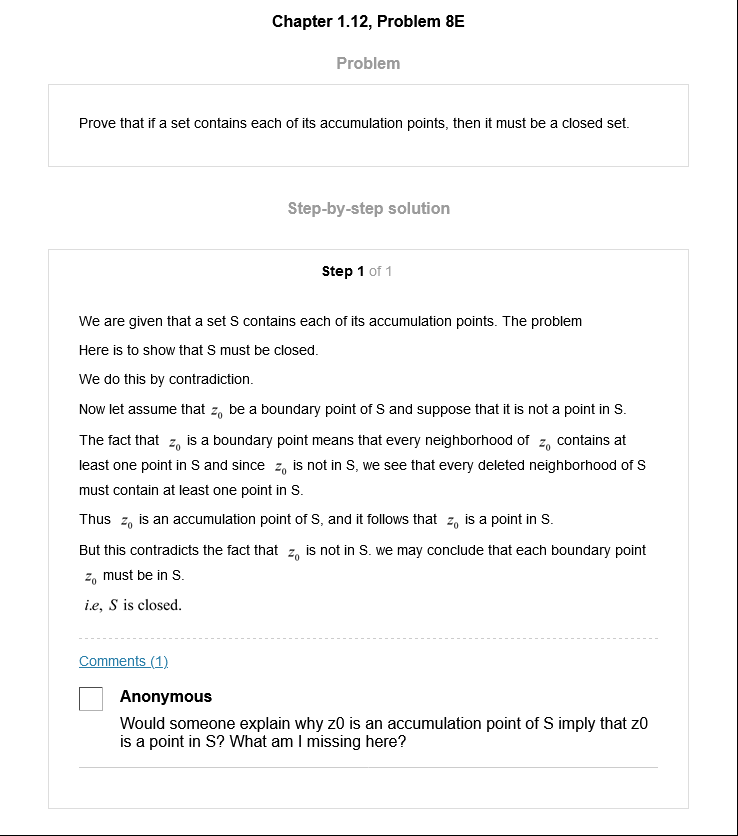 Chapter 1.12, Problem 8E
Problem
Prove that if a set contains each of its accumulation points, then it must be a closed set.
Step-by-step solution
Step 1 of 1
We are given that a set S contains each of its accumulation points. The problem
Here is to show that S must be closed.
We do this by contradiction.
Now let assume that z₀ be a boundary point of S and suppose that it is not a point in S.
The fact that z₀ is a boundary point means that every neighborhood of z₀ contains at
least one point in S and since z₀ is not in S, we see that every deleted neighborhood of S
must contain at least one point in S.
Thus z₀ is an accumulation point of S, and it follows that z₀ is a point in S.
But this contradicts the fact that z₀ is not in S. we may conclude that each boundary point
z₀ must be in S.
i.e, S is closed.
Comments (1)
Anonymous
Would someone explain why z0 is an accumulation point of S imply that z0
is a point in S? What am I missing here?